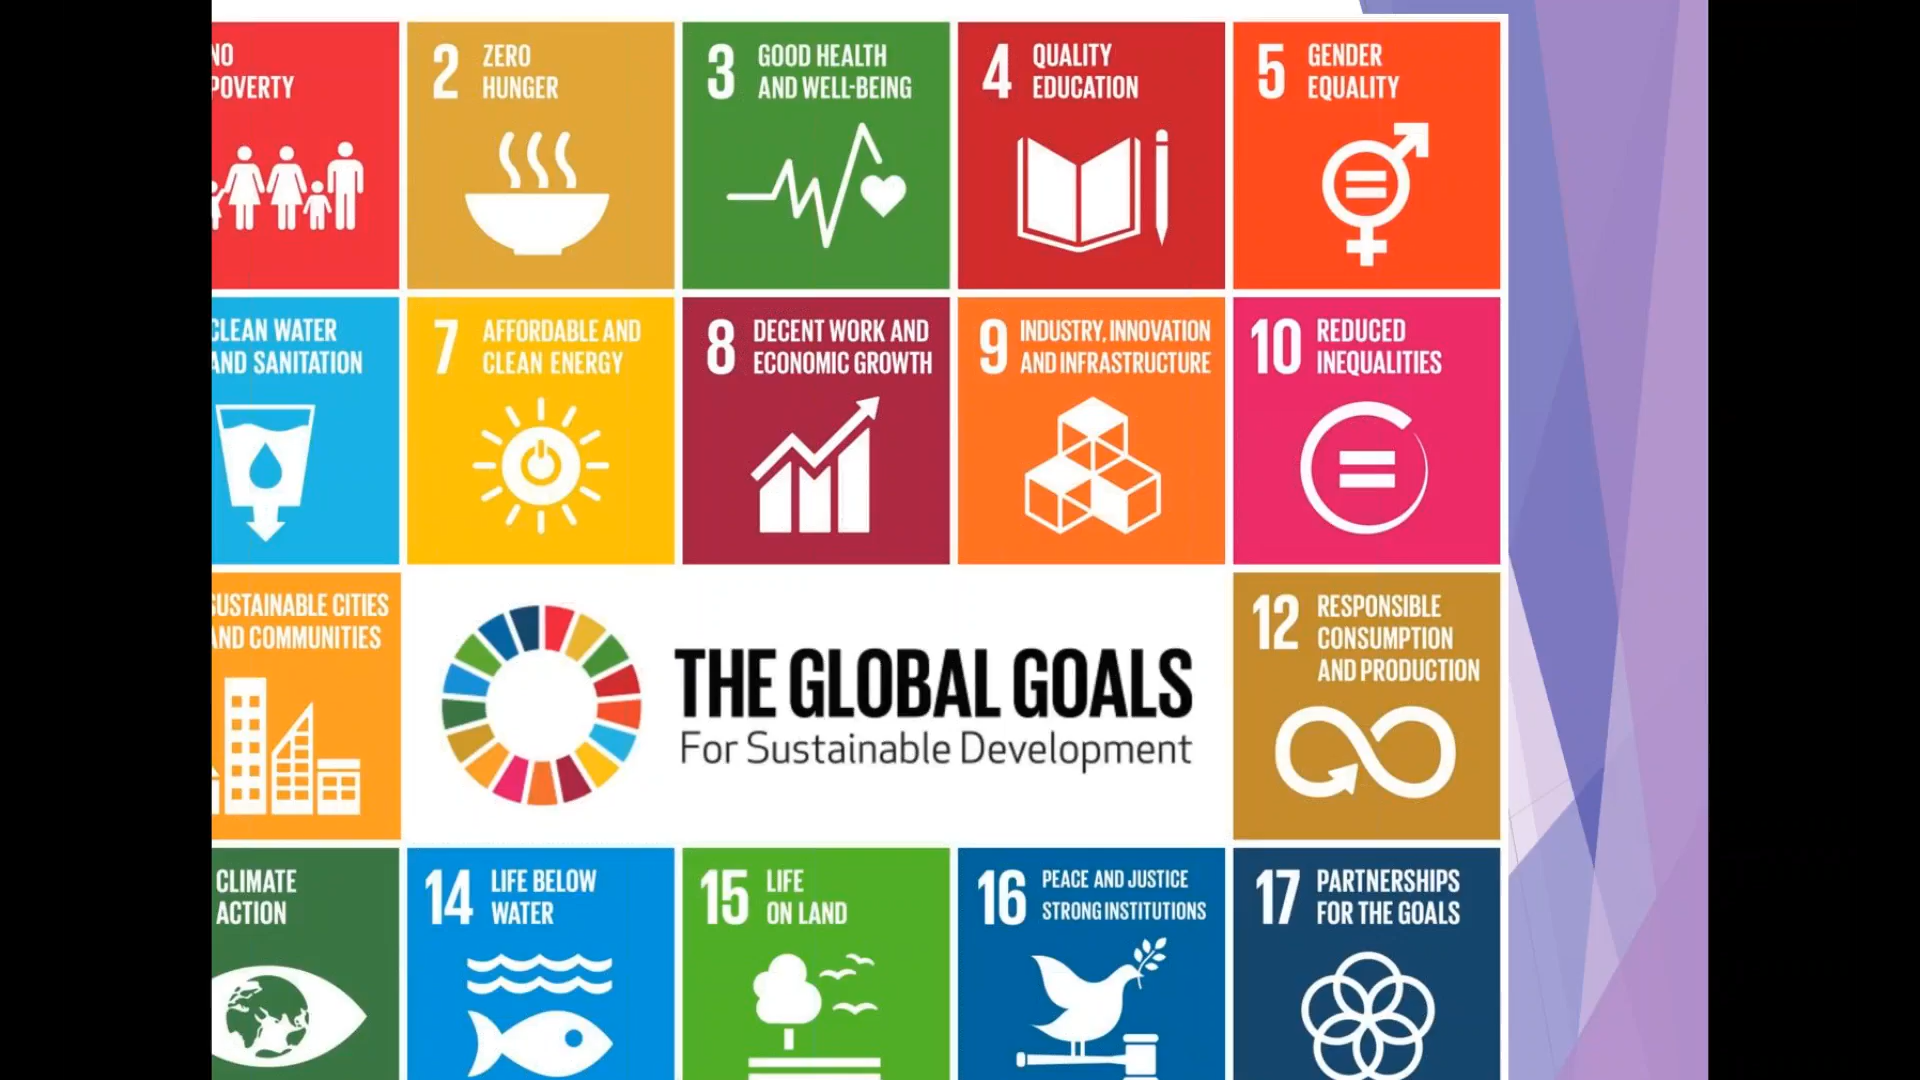 NO
POVERTY
2 ZERO
HUNGER
3 GOOD HEALTH
AND WELL-BEING
4 QUALITY
EDUCATION
5 GENDER
EQUALITY
CLEAN WATER
AND SANITATION
7 AFFORDABLE AND
CLEAN ENERGY
8 DECENT WORK AND
ECONOMIC GROWTH
9 INDUSTRY, INNOVATION
AND INFRASTRUCTURE
10 REDUCED
INEQUALITIES
SUSTAINABLE CITIES
AND COMMUNITIES
THE GLOBAL GOALS
For Sustainable Development
12 RESPONSIBLE
CONSUMPTION
AND PRODUCTION
CLIMATE
ACTION
14 LIFE BELOW
WATER
15 LIFE
ON LAND
16 PEACE AND JUSTICE
STRONG INSTITUTIONS
17 PARTNERSHIPS
FOR THE GOALS